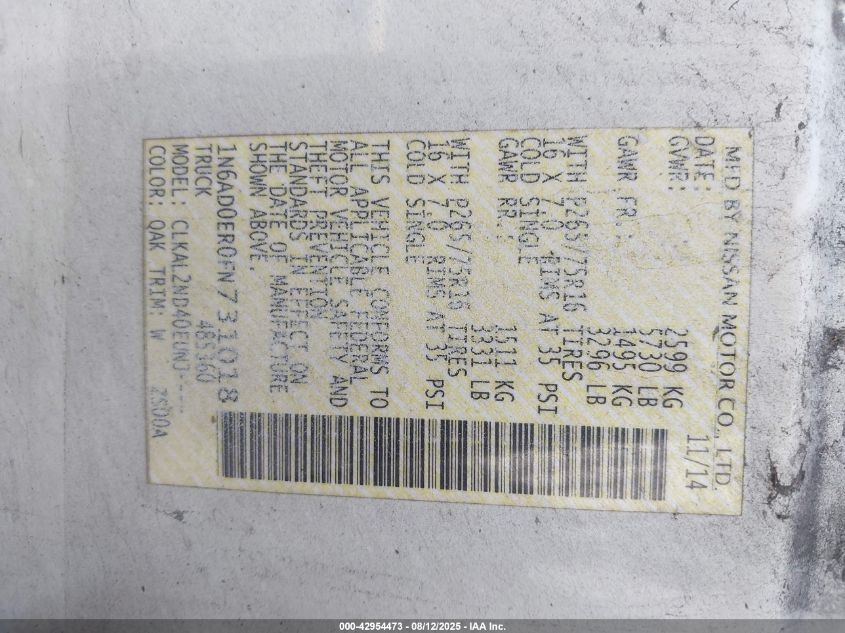 MFD BY NISSAN MOTOR CO., LTD.
DATE: 11/14
GVWR: 2599 KG
5730 LB
GAWR FR.: 1495 KG
3296 LB
WITH P265/75R16 TIRES
16 X 7.0 RIMS AT 35 PSI
COLD SINGLE
GAWR RR.: 1511 KG
3331 LB
WITH P265/75R16 TIRES
16 X 7.0 RIMS AT 35 PSI
COLD SINGLE
THIS VEHICLE CONFORMS TO
ALL APPLICABLE FEDERAL
MOTOR VEHICLE SAFETY AND
THEFT PREVENTION
STANDARDS IN EFFECT ON
THE DATE OF MANUFACTURE
SHOWN ABOVE.
1N6AD0ER0FN731018
TRUCK 485360
MODEL:
COLOR: QAK TRIM: W
000-42954473 - 08/12/2025 - IAA Inc.